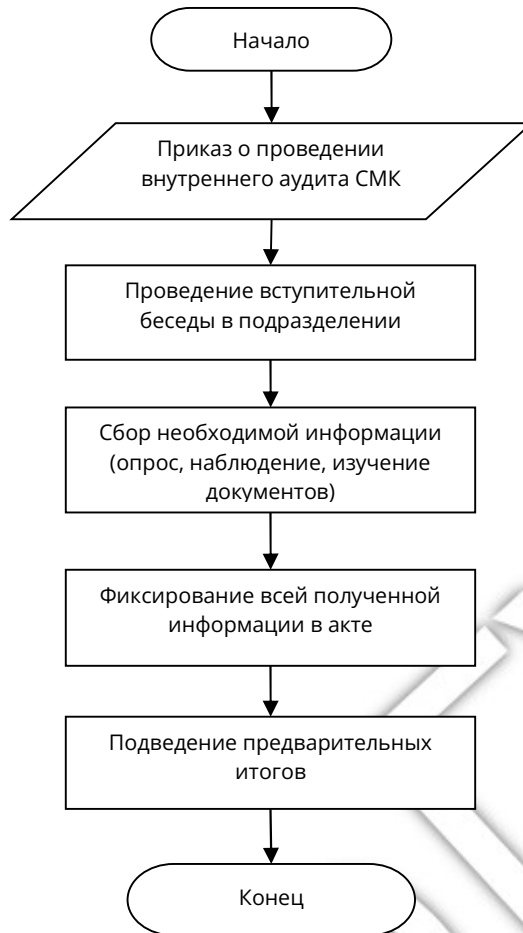 Начало
Приказ о проведении
внутреннего аудита СМК
Проведение вступительной
беседы в подразделении
Сбор необходимой информации
(опрос, наблюдение, изучение
документов)
Фиксирование всей полученной
информации в акте
Подведение предварительных
итогов
Конец